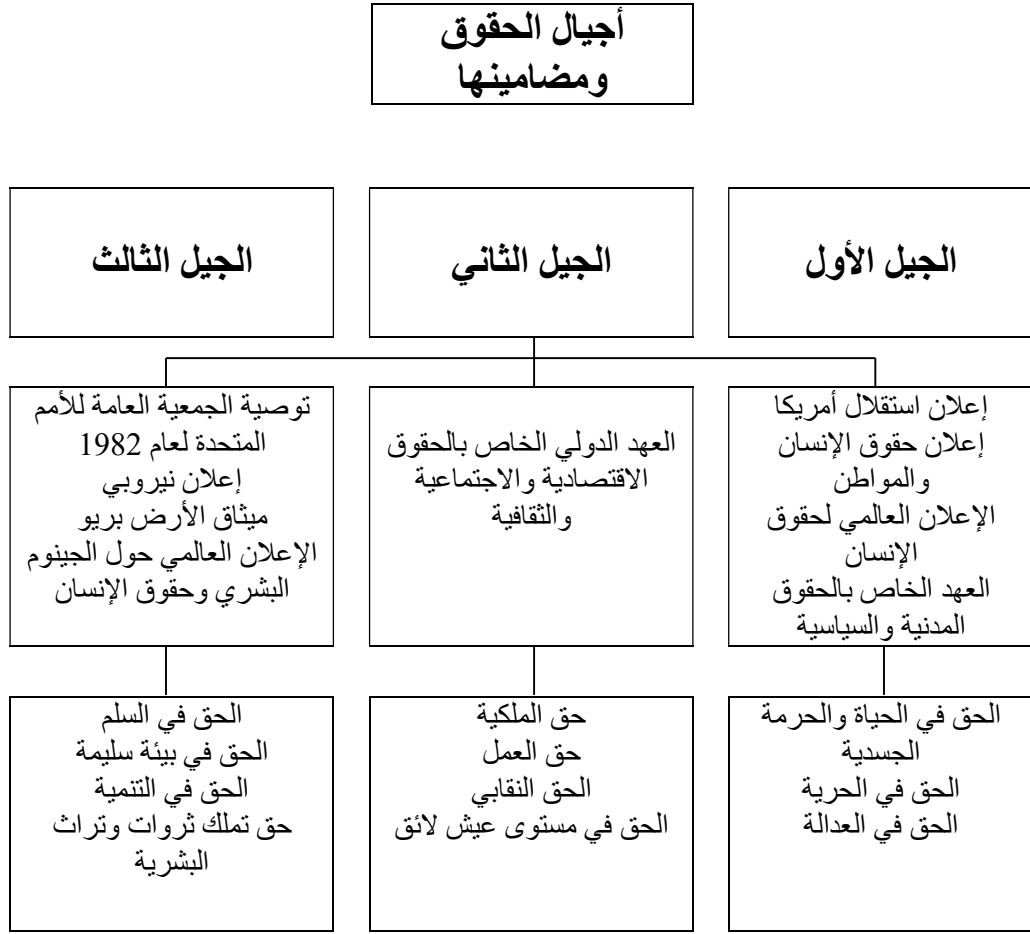 أجيال الحقوق
ومضامينها
الجيل الأول
الجيل الثاني
الجيل الثالث
إعلان استقلال أمريكا
إعلان حقوق الإنسان
والمواطن
الإعلان العالمي لحقوق
الإنسان
العهد الخاص بالحقوق
المدنية والسياسية
العهد الدولي الخاص بالحقوق
الاقتصادية والاجتماعية
والثقافية
توصية الجمعية العامة للأمم
المتحدة لعام 1982
إعلان نيروبي
ميثاق الأرض بريو
الإعلان العالمي حول الجينوم
البشري وحقوق الإنسان
الحق في الحياة والحرمة
الجسدية
الحق في الحرية
الحق في العدالة
حق الملكية
حق العمل
الحق النقابي
الحق في مستوى عيش لائق
الحق في السلم
الحق في بيئة سليمة
الحق في التنمية
حق تملك ثروات وتراث
البشرية